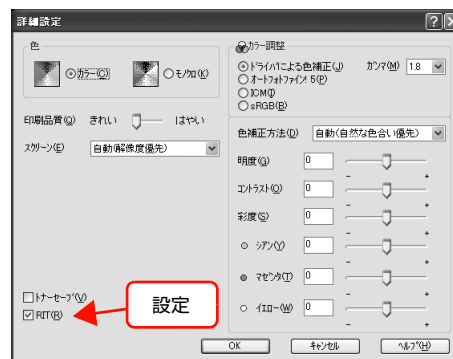 詳細設定
色
カラー(C)
モノクロ(K)
印刷品質(Q)
きれい
はやい
スクリーン(E)
自動(解像度優先)
トナーセーブ(V)
RIT(R)
設定
カラー調整
ドライバによる色補正(J)
ガンマ(M)
1.8
オートフォトファイン!5(P)
ICM(I)
sRGB(B)
色補正方法(D)
自動(自然な色合い優先)
明度(G)
0
-
+
コントラスト(O)
0
-
+
彩度(S)
0
-
+
シアン(Y)
0
-
+
マゼンタ(T)
0
-
+
イエロー(W)
0
-
+
OK
キャンセル
ヘルプ(H)